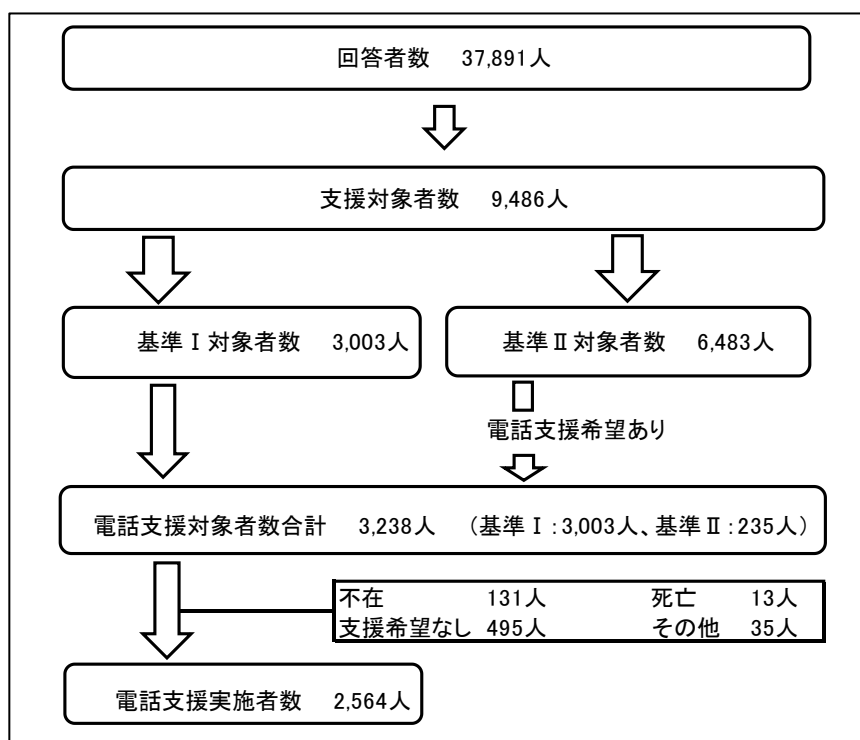 回答者数 37,891人
支援対象者数 9,486人
基準Ⅰ対象者数 3,003人
基準Ⅱ対象者数 6,483人
電話支援希望あり
電話支援対象者数合計 3,238人 (基準Ⅰ:3,003人、基準Ⅱ:235人)
不在 131人 死亡 13人
支援希望なし 495人 その他 35人
電話支援実施者数 2,564人